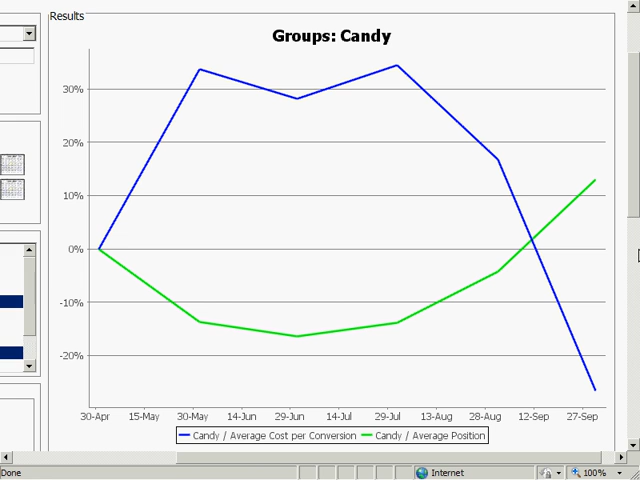 Results
Groups: Candy
30%
20%
10%
0%
-10%
-20%
30-Apr 15-May 30-May 14-Jun 29-Jun 14-Jul 29-Jul 13-Aug 28-Aug 12-Sep 27-Sep
Candy / Average Cost per Conversion Candy / Average Position
Done Internet 100%